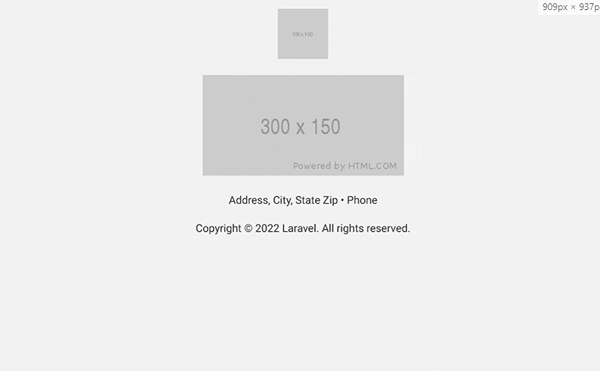 909px × 937p
100 x 100
300 x 150
Powered by HTML.COM
Address, City, State Zip • Phone
Copyright © 2022 Laravel. All rights reserved.